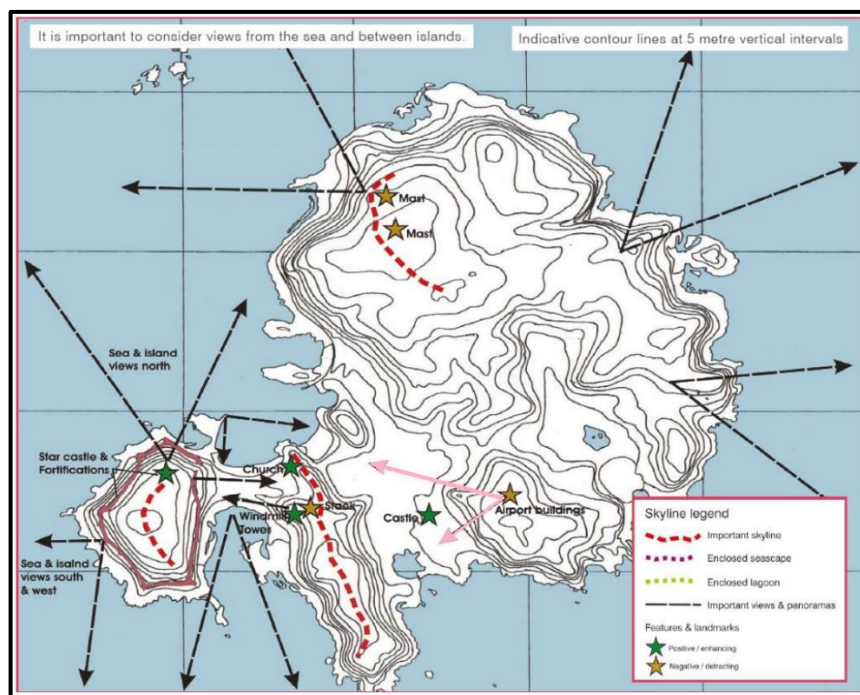 It is important to consider views from the sea and between islands.
Indicative contour lines at 5 metre vertical intervals
Mast
Mast
Sea & island
views north
Star castle &
Fortifications
Church
Windmill
Tower
Stack
Castle
Airport buildings
Sea & isalnd
views south
& west
Skyline legend
Important skyline
Enclosed seascape
Enclosed lagoon
Important views & panoramas
Features & landmarks
Positive / enhancing
Negative / detracting